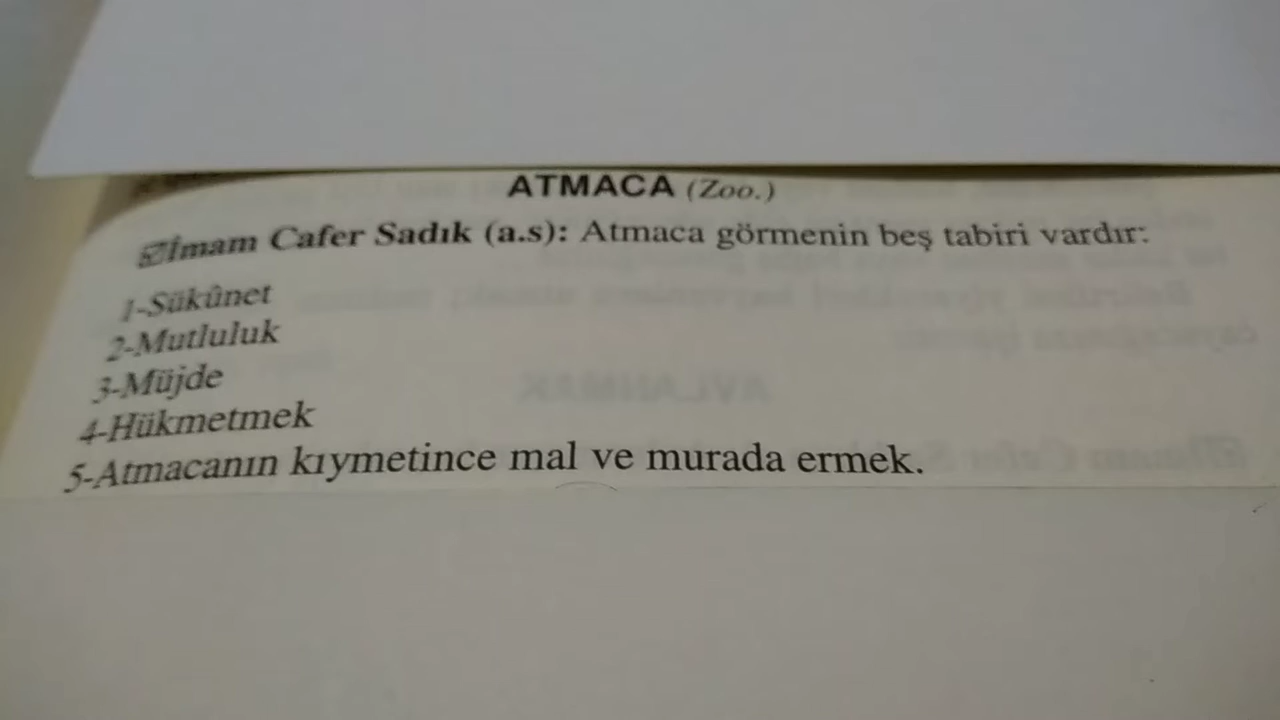 ATMACA (Zoo.)
İmam Cafer Sadık (a.s): Atmaca görmenin beş tabiri vardır:
1-Sükûnet
2-Mutluluk
3-Müjde
4-Hükmetmek
5-Atmacanın kıymetince mal ve murada ermek.